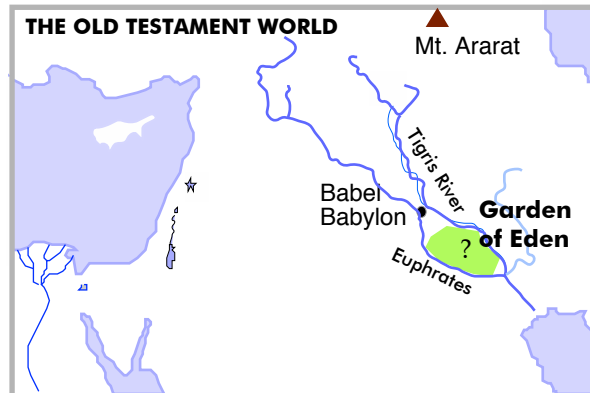 THE OLD TESTAMENT WORLD
Mt. Ararat
Tigris River
Babel
Babylon
Garden
of Eden
?
Euphrates